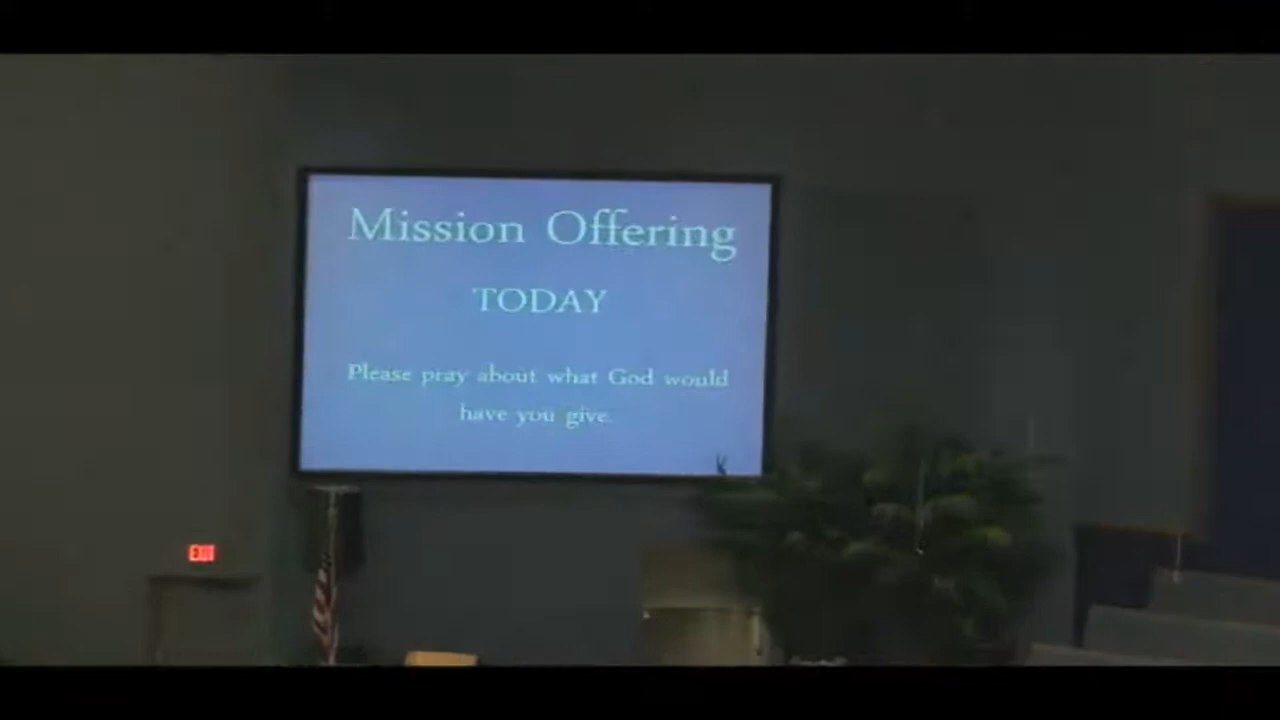 Mission Offering
TODAY
Please pray about what God would
have you give.
EXIT